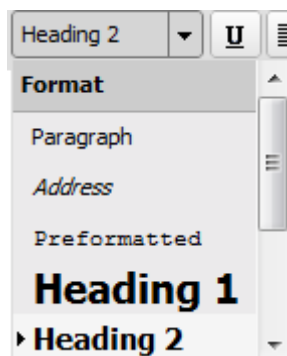 Heading 2 U
Format
Paragraph
Address
Preformatted
Heading 1
Heading 2